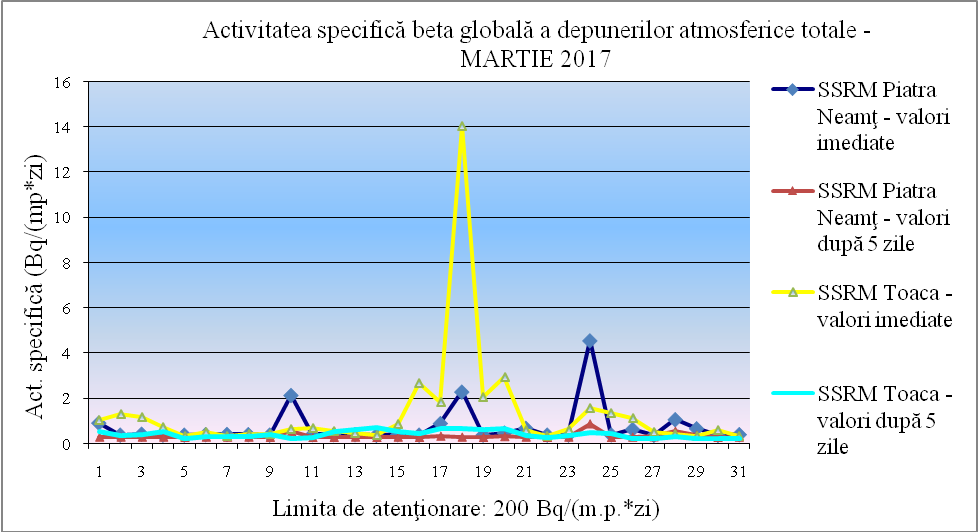 Activitatea specifică beta globală a depunerilor atmosferice totale -
MARTIE 2017
Act. specifică (Bq/(mp*zi)
16
14
12
10
8
6
4
2
0
1 3 5 7 9 11 13 15 17 19 21 23 25 27 29 31
Limita de atenţionare: 200 Bq/(m.p.*zi)
SSRM Piatra
Neamţ - valori
imediate
SSRM Piatra
Neamţ - valori
după 5 zile
SSRM Toaca -
valori imediate
SSRM Toaca -
valori după 5
zile